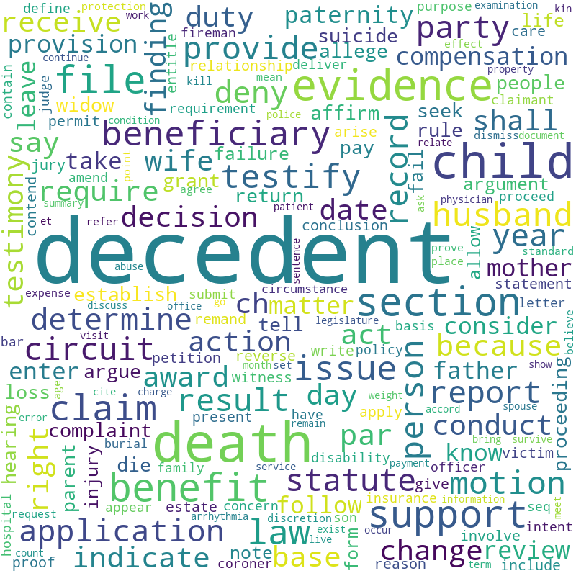 define protection work fireman
receive duty paternity purpose examination kin
suicide life care
provision finding provide party
continue entitle allege effect
contain judge file relationship deliver mean compensation
leave kill evidence property
widow requirement deny people claimant
permit condition police affirm seek
say beneficiary arise rule shall
jury wife failure pay relate dismiss document
take testify record fail child
amend grant argument
require agree return allow proceed
testimony contend summary decision date conclusion physician
et refer patient ask prove husband
decedent place year standard
abuse sentence mother
expense discuss office circumstance statement
establish submit go ch matter section letter
determine remand tell legislature basis consider
bar visit action act write policy because believe
circuit petition month set father show
enter argue reverse witness issue person
loss age award result day report proceeding
cite charge weight accord spouse
hearing claim present have apply conduct
error complaint remain bring survive
right death par know victim
parent injury die burial disability officer
family service payment give
benefit statute motion
hospital appear estate concern follow insurance information seq
request arrhythmia discretion son support intent
application law exist occur involve meet
count indicate note live form change review
proof coroner base reason term include